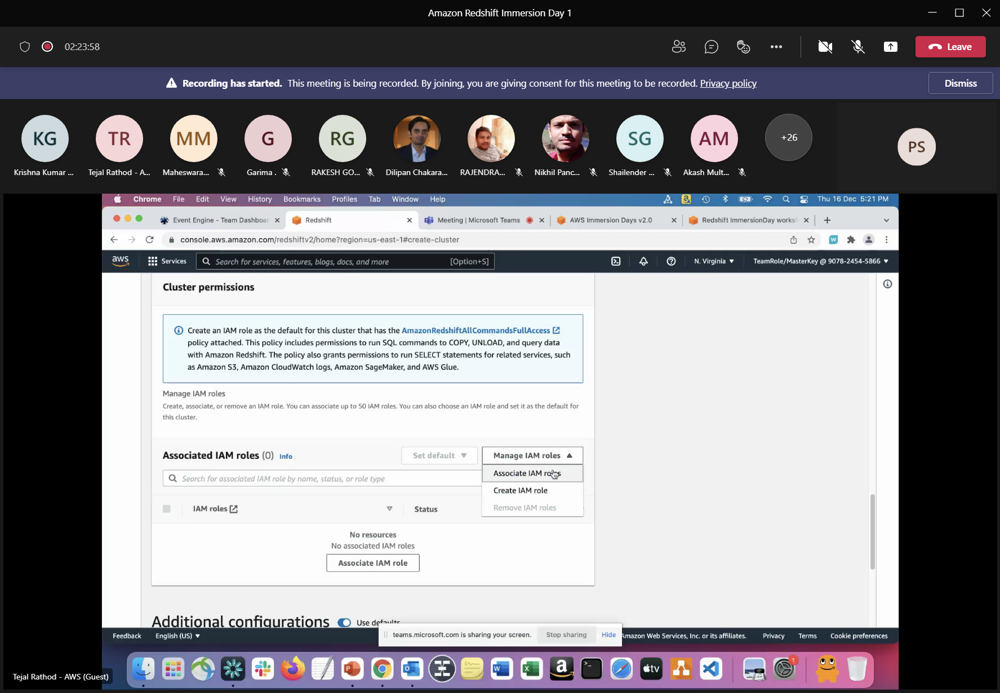 Amazon Redshift Immersion Day 1
02:23:58
Leave
Recording has started. This meeting is being recorded. By joining, you are giving consent for this meeting to be recorded. Privacy policy
Dismiss
KG
TR
MM
G
RG
SG
AM
+26
PS
Krishna Kumar ...
Tejal Rathod - A...
Maheswara...
Garima .
RAKESH GO...
Dilipan Chakara...
RAJENDRA...
Nikhil Panc...
Shailender ...
Akash Mult...
Chrome File Edit View History Bookmarks Profiles Tab Window Help
Thu 16 Dec 5:21 PM
Event Engine - Team Dashboar
Redshift
Meeting | Microsoft Teams
AWS Immersion Days v2.0
Redshift ImmersionDay worksh
console.aws.amazon.com/redshiftv2/home?region=us-east-1#create-cluster
aws
Services
Search for services, features, blogs, docs, and more
[Option+S]
N. Virginia
TeamRole/MasterKey @ 9078-2454-5866
Cluster permissions
Create an IAM role as the default for this cluster that has the AmazonRedshiftAllCommandsFullAccess
policy attached. This policy includes permissions to run SQL commands to COPY, UNLOAD, and query data
with Amazon Redshift. The policy also grants permissions to run SELECT statements for related services, such
as Amazon S3, Amazon CloudWatch logs, Amazon SageMaker, and AWS Glue.
Manage IAM roles
Create, associate, or remove an IAM role. You can associate up to 50 IAM roles. You can also choose an IAM role and set it as the default for
this cluster.
Associated IAM roles (0) Info
Set default
Manage IAM roles
Associate IAM roles
Create IAM role
Remove IAM roles
Search for associated IAM role by name, status, or role type
IAM roles
Status
No resources
No associated IAM roles
Associate IAM role
Additional configurations
Use defaults
Feedback
English (US)
teams.microsoft.com is sharing your screen.
Stop sharing
Hide
Amazon Web Services, Inc. or its affiliates.
Privacy
Terms
Cookie preferences
1
tv
Tejal Rathod - AWS (Guest)